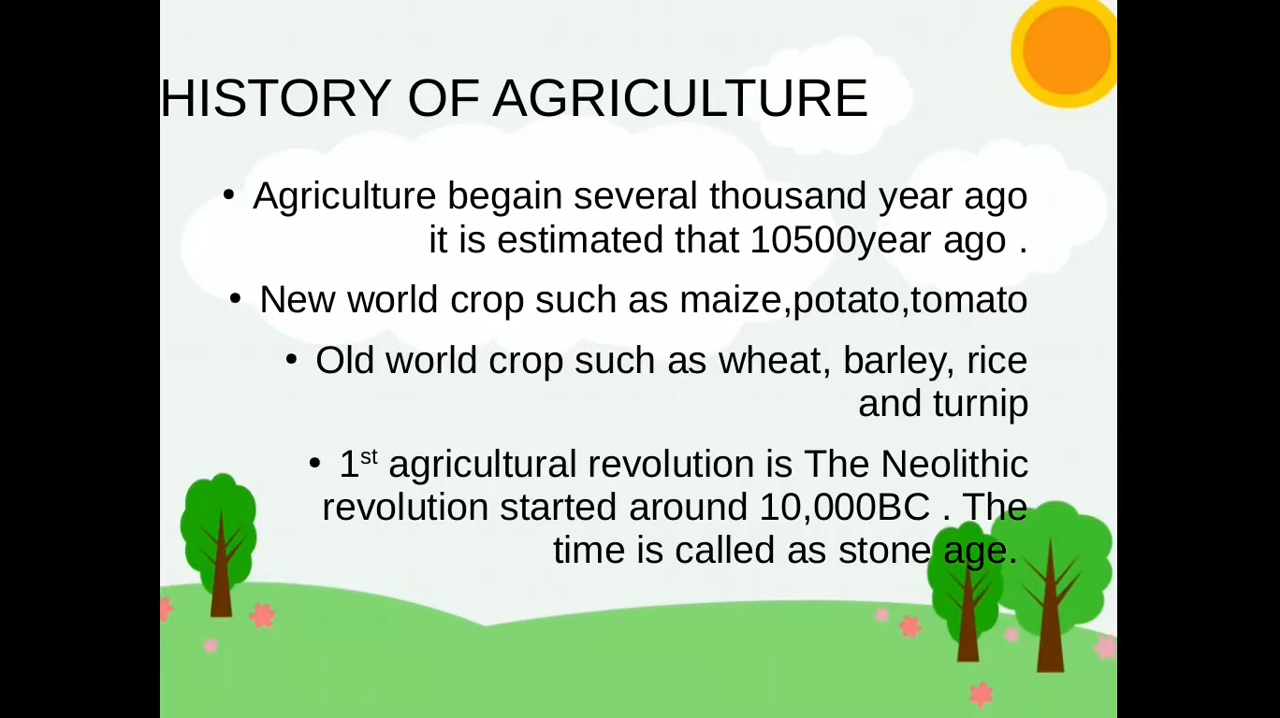 HISTORY OF AGRICULTURE
• Agriculture begain several thousand year ago
it is estimated that 10500year ago .
• New world crop such as maize,potato,tomato
• Old world crop such as wheat, barley, rice
and turnip
• 1st agricultural revolution is The Neolithic
revolution started around 10,000BC . The
time is called as stone age.